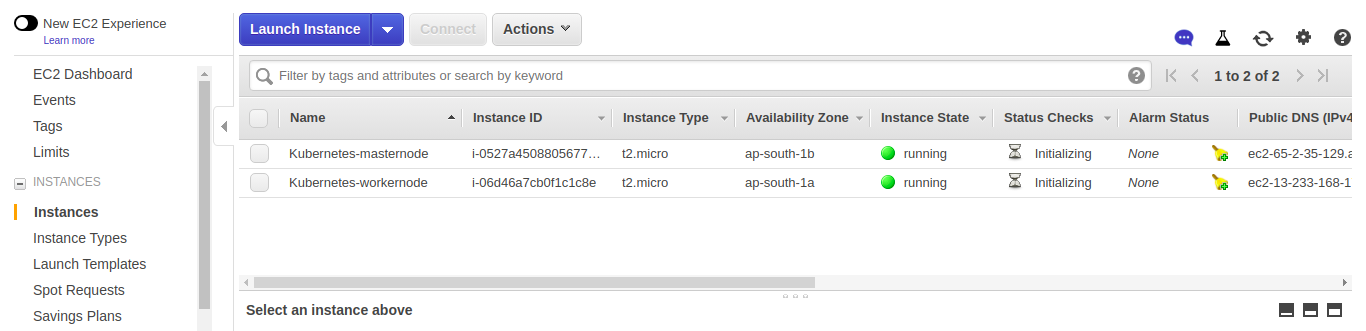 New EC2 Experience
Learn more
EC2 Dashboard
Events
Tags
Limits
INSTANCES
Instances
Instance Types
Launch Templates
Spot Requests
Savings Plans
Launch Instance Connect Actions
Filter by tags and attributes or search by keyword 1 to 2 of 2
Name Instance ID Instance Type Availability Zone Instance State Status Checks Alarm Status Public DNS (IPv4
Kubernetes-masternode i-0527a4508805677… t2.micro ap-south-1b running Initializing None ec2-65-2-35-129.a
Kubernetes-workernode i-06d46a7cb0f1c1c8e t2.micro ap-south-1a running Initializing None ec2-13-233-168-1
Select an instance above